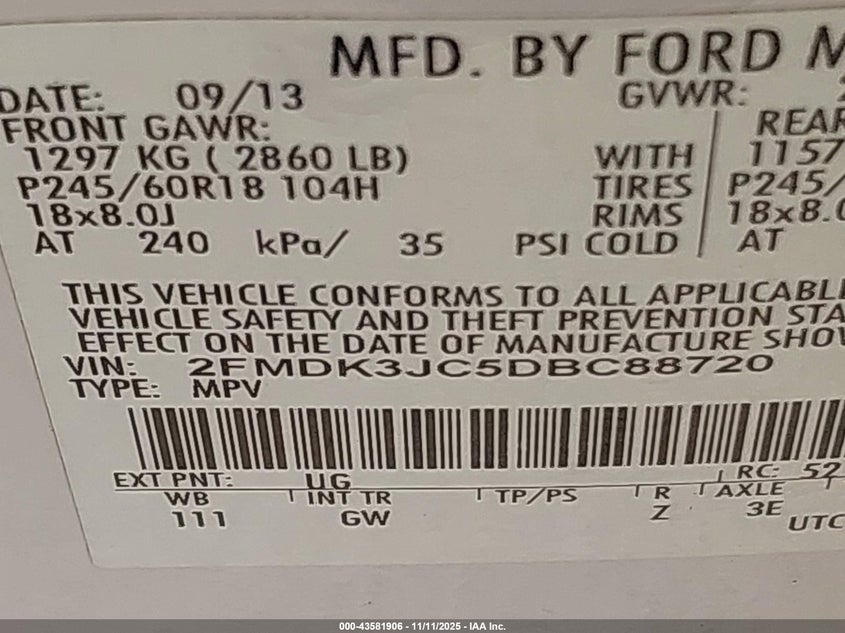 MFD. BY FORD
DATE: 09/13 GVWR:
FRONT GAWR: REAR
1297 KG ( 2860 LB) WITH 1157
P245/60R18 104H TIRES P245/
18x8.0J RIMS 18x8.0
AT 240 kPa/ 35 PSI COLD AT
THIS VEHICLE CONFORMS TO ALL APPLICABLE
VEHICLE SAFETY AND THEFT PREVENTION STA
EFFECT ON THE DATE OF MANUFACTURE SHOW
VIN: 2FMDK3JC5DBC88720
TYPE: MPV
EXT PNT: UG RC: 52
WB INT TR TP/PS R AXLE
111 GW Z 3E
UTC
000-43581906 - 11/11/2025 - IAA Inc.